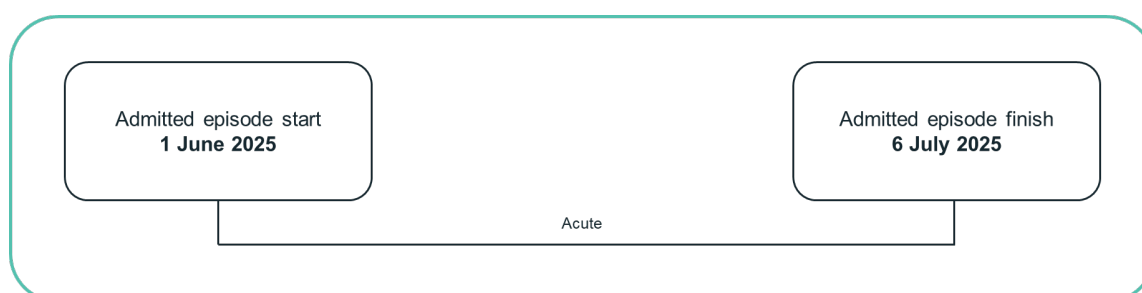 Admitted episode start
1 June 2025
Admitted episode finish
6 July 2025
Acute